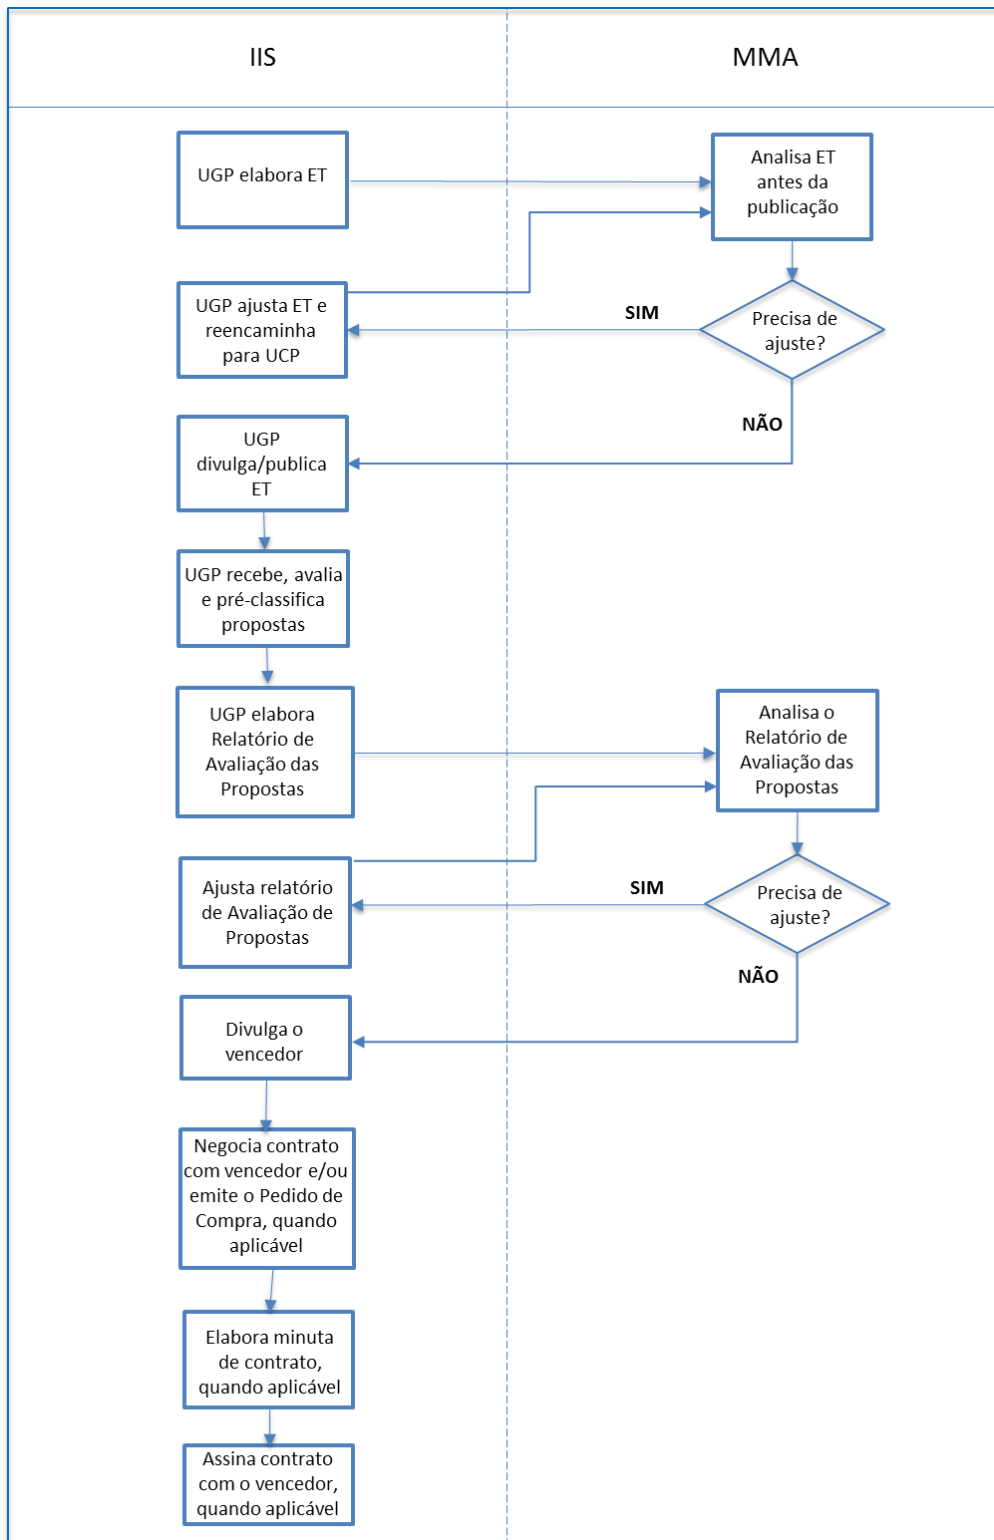 IIS
MMA
UGP elabora ET
Analisa ET
antes da
publicação
UGP ajusta ET e
reencaminha
para UCP
SIM
Precisa de
ajuste?
NÃO
UGP
divulga/publica
ET
UGP recebe, avalia
e pré-classifica
propostas
UGP elabora
Relatório de
Avaliação das
Propostas
Analisa o
Relatório de
Avaliação das
Propostas
Ajusta relatório
de Avaliação de
Propostas
SIM
Precisa de
ajuste?
NÃO
Divulga o
vencedor
Negocia contrato
com vencedor e/ou
emite o Pedido de
Compra, quando
aplicável
Elabora minuta
de contrato,
quando aplicável
Assina contrato
com o vencedor,
quando aplicável